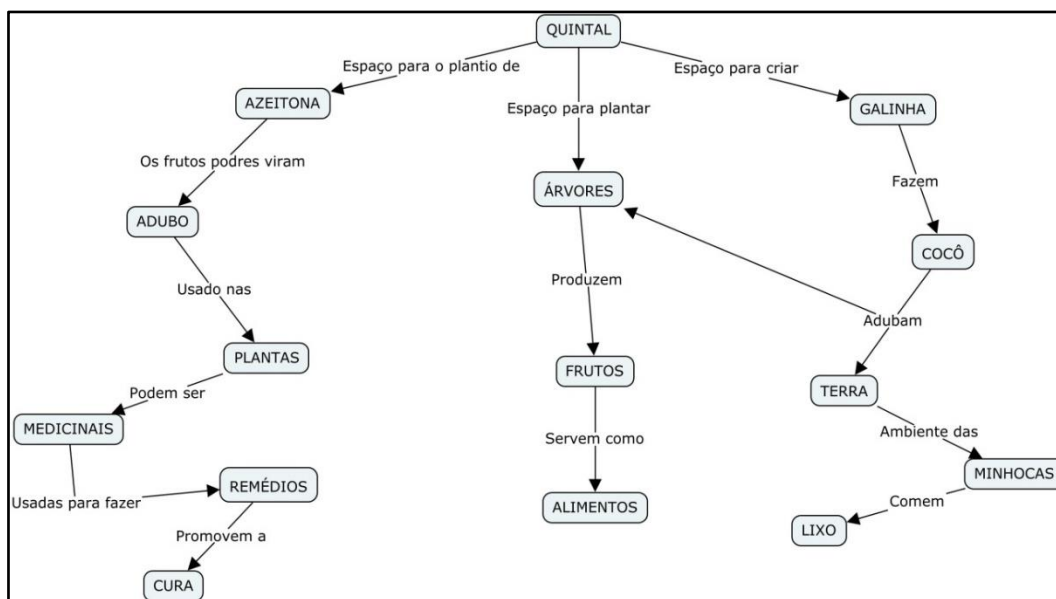 QUINTAL
Espaço para o plantio de
Espaço para criar
AZEITONA
Espaço para plantar
GALINHA
Os frutos podres viram
Fazem
ÁRVORES
ADUBO
COCÔ
Usado nas
Produzem
Adubam
PLANTAS
FRUTOS
Podem ser
TERRA
MEDICINAIS
Servem como
Ambiente das
MINHOCAS
REMÉDIOS
Usadas para fazer
Comem
ALIMENTOS
LIXO
Promovem a
CURA